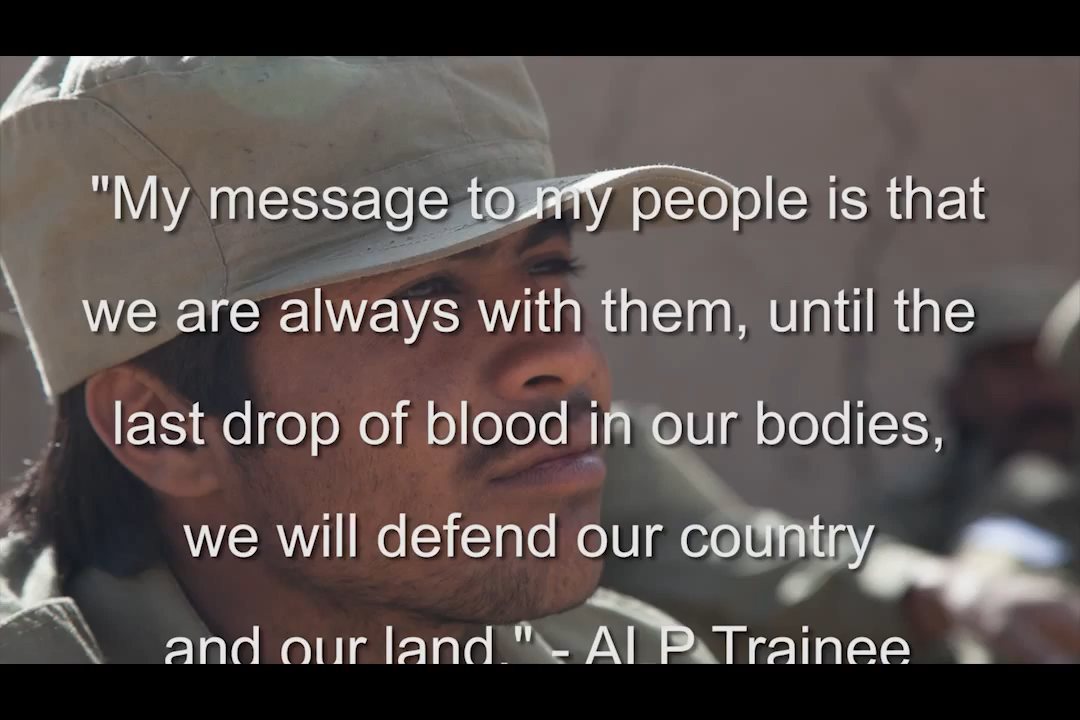 "My message to my people is that
we are always with them, until the
last drop of blood in our bodies,
we will defend our country
and our land." - ALP Trainee